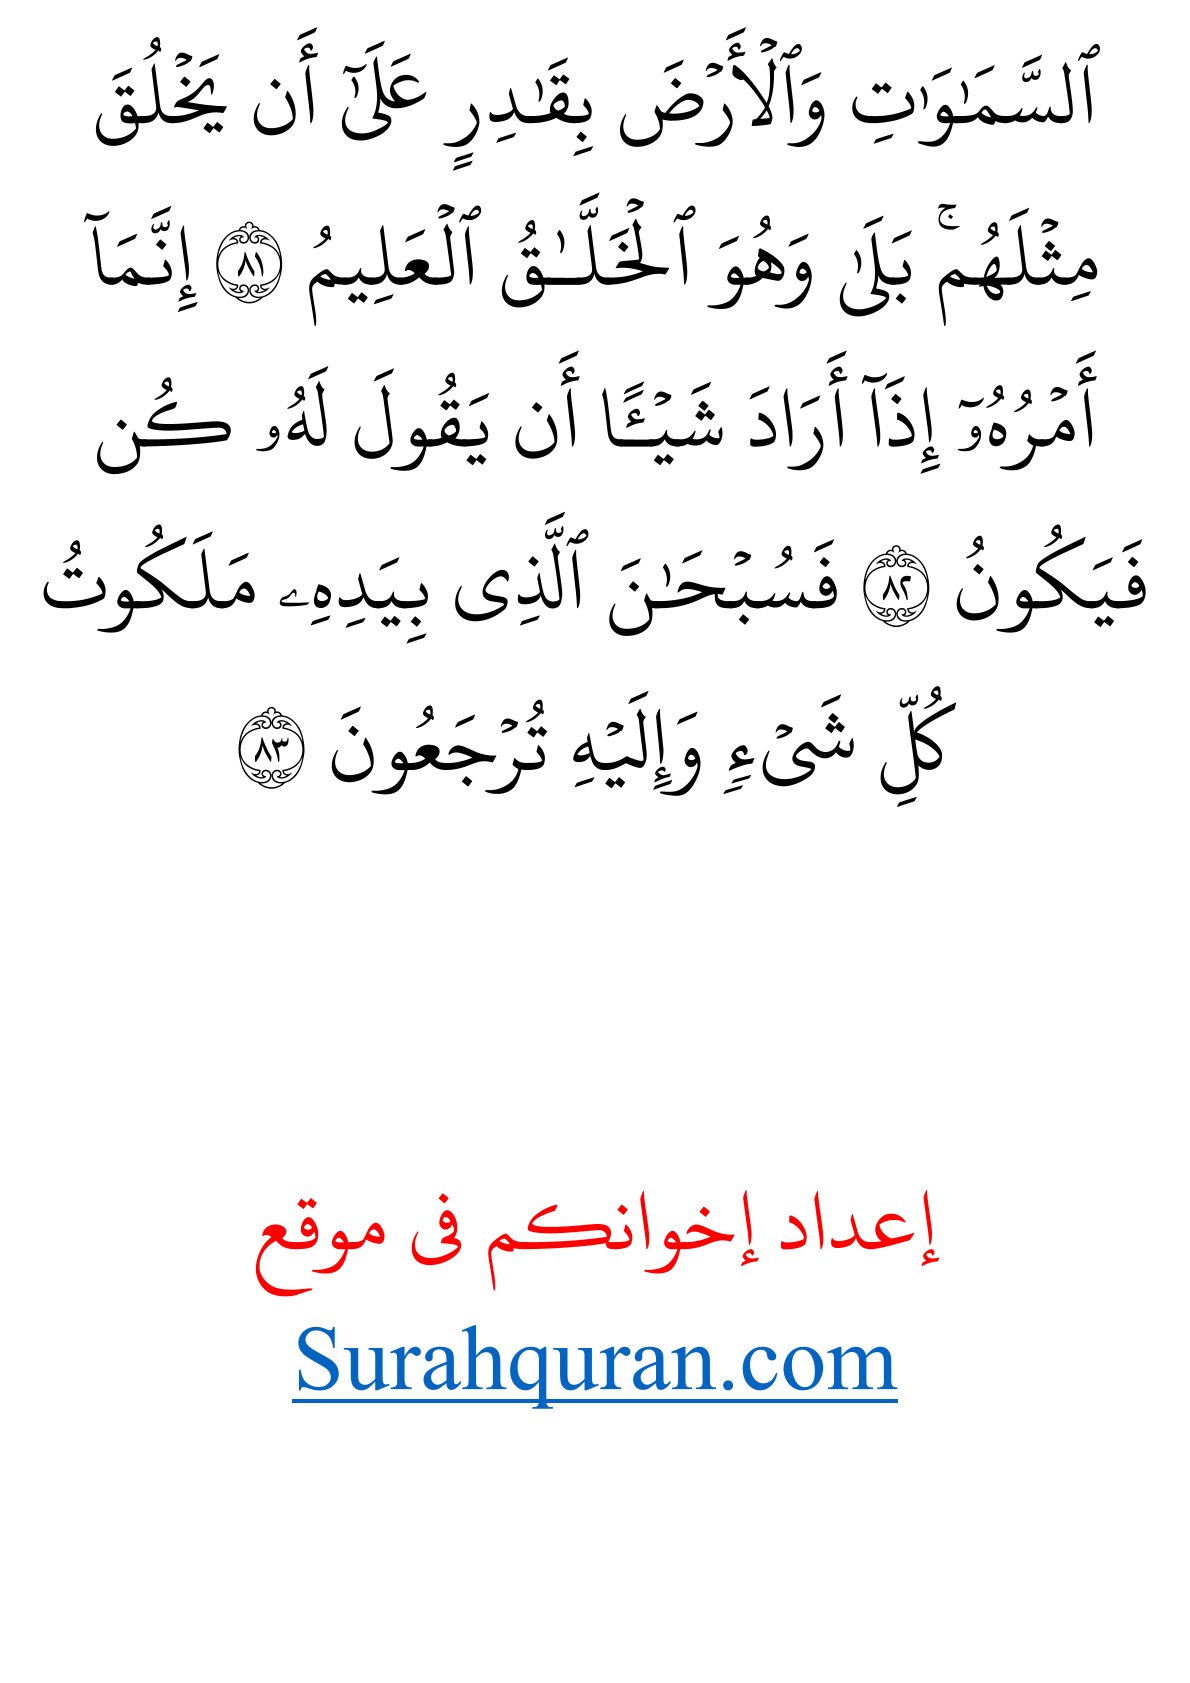 ٱلسَّمَٰوَٰتِ وَٱلۡأَرۡضَ بِقَٰدِرٍ عَلَىٰٓ أَن يَخۡلُقَ
مِثۡلَهُمۚ بَلَىٰ وَهُوَ ٱلۡخَلَّٰقُ ٱلۡعَلِيمُ ٨١ إِنَّمَآ
أَمۡرُهُۥٓ إِذَآ أَرَادَ شَيۡـًٔا أَن يَقُولَ لَهُۥ كُن
فَيَكُونُ ٨٢ فَسُبۡحَٰنَ ٱلَّذِي بِيَدِهِۦ مَلَكُوتُ
كُلِّ شَيۡءٖ وَإِلَيۡهِ تُرۡجَعُونَ ٨٣
إعداد إخوانكم فى موقع
Surahquran.com